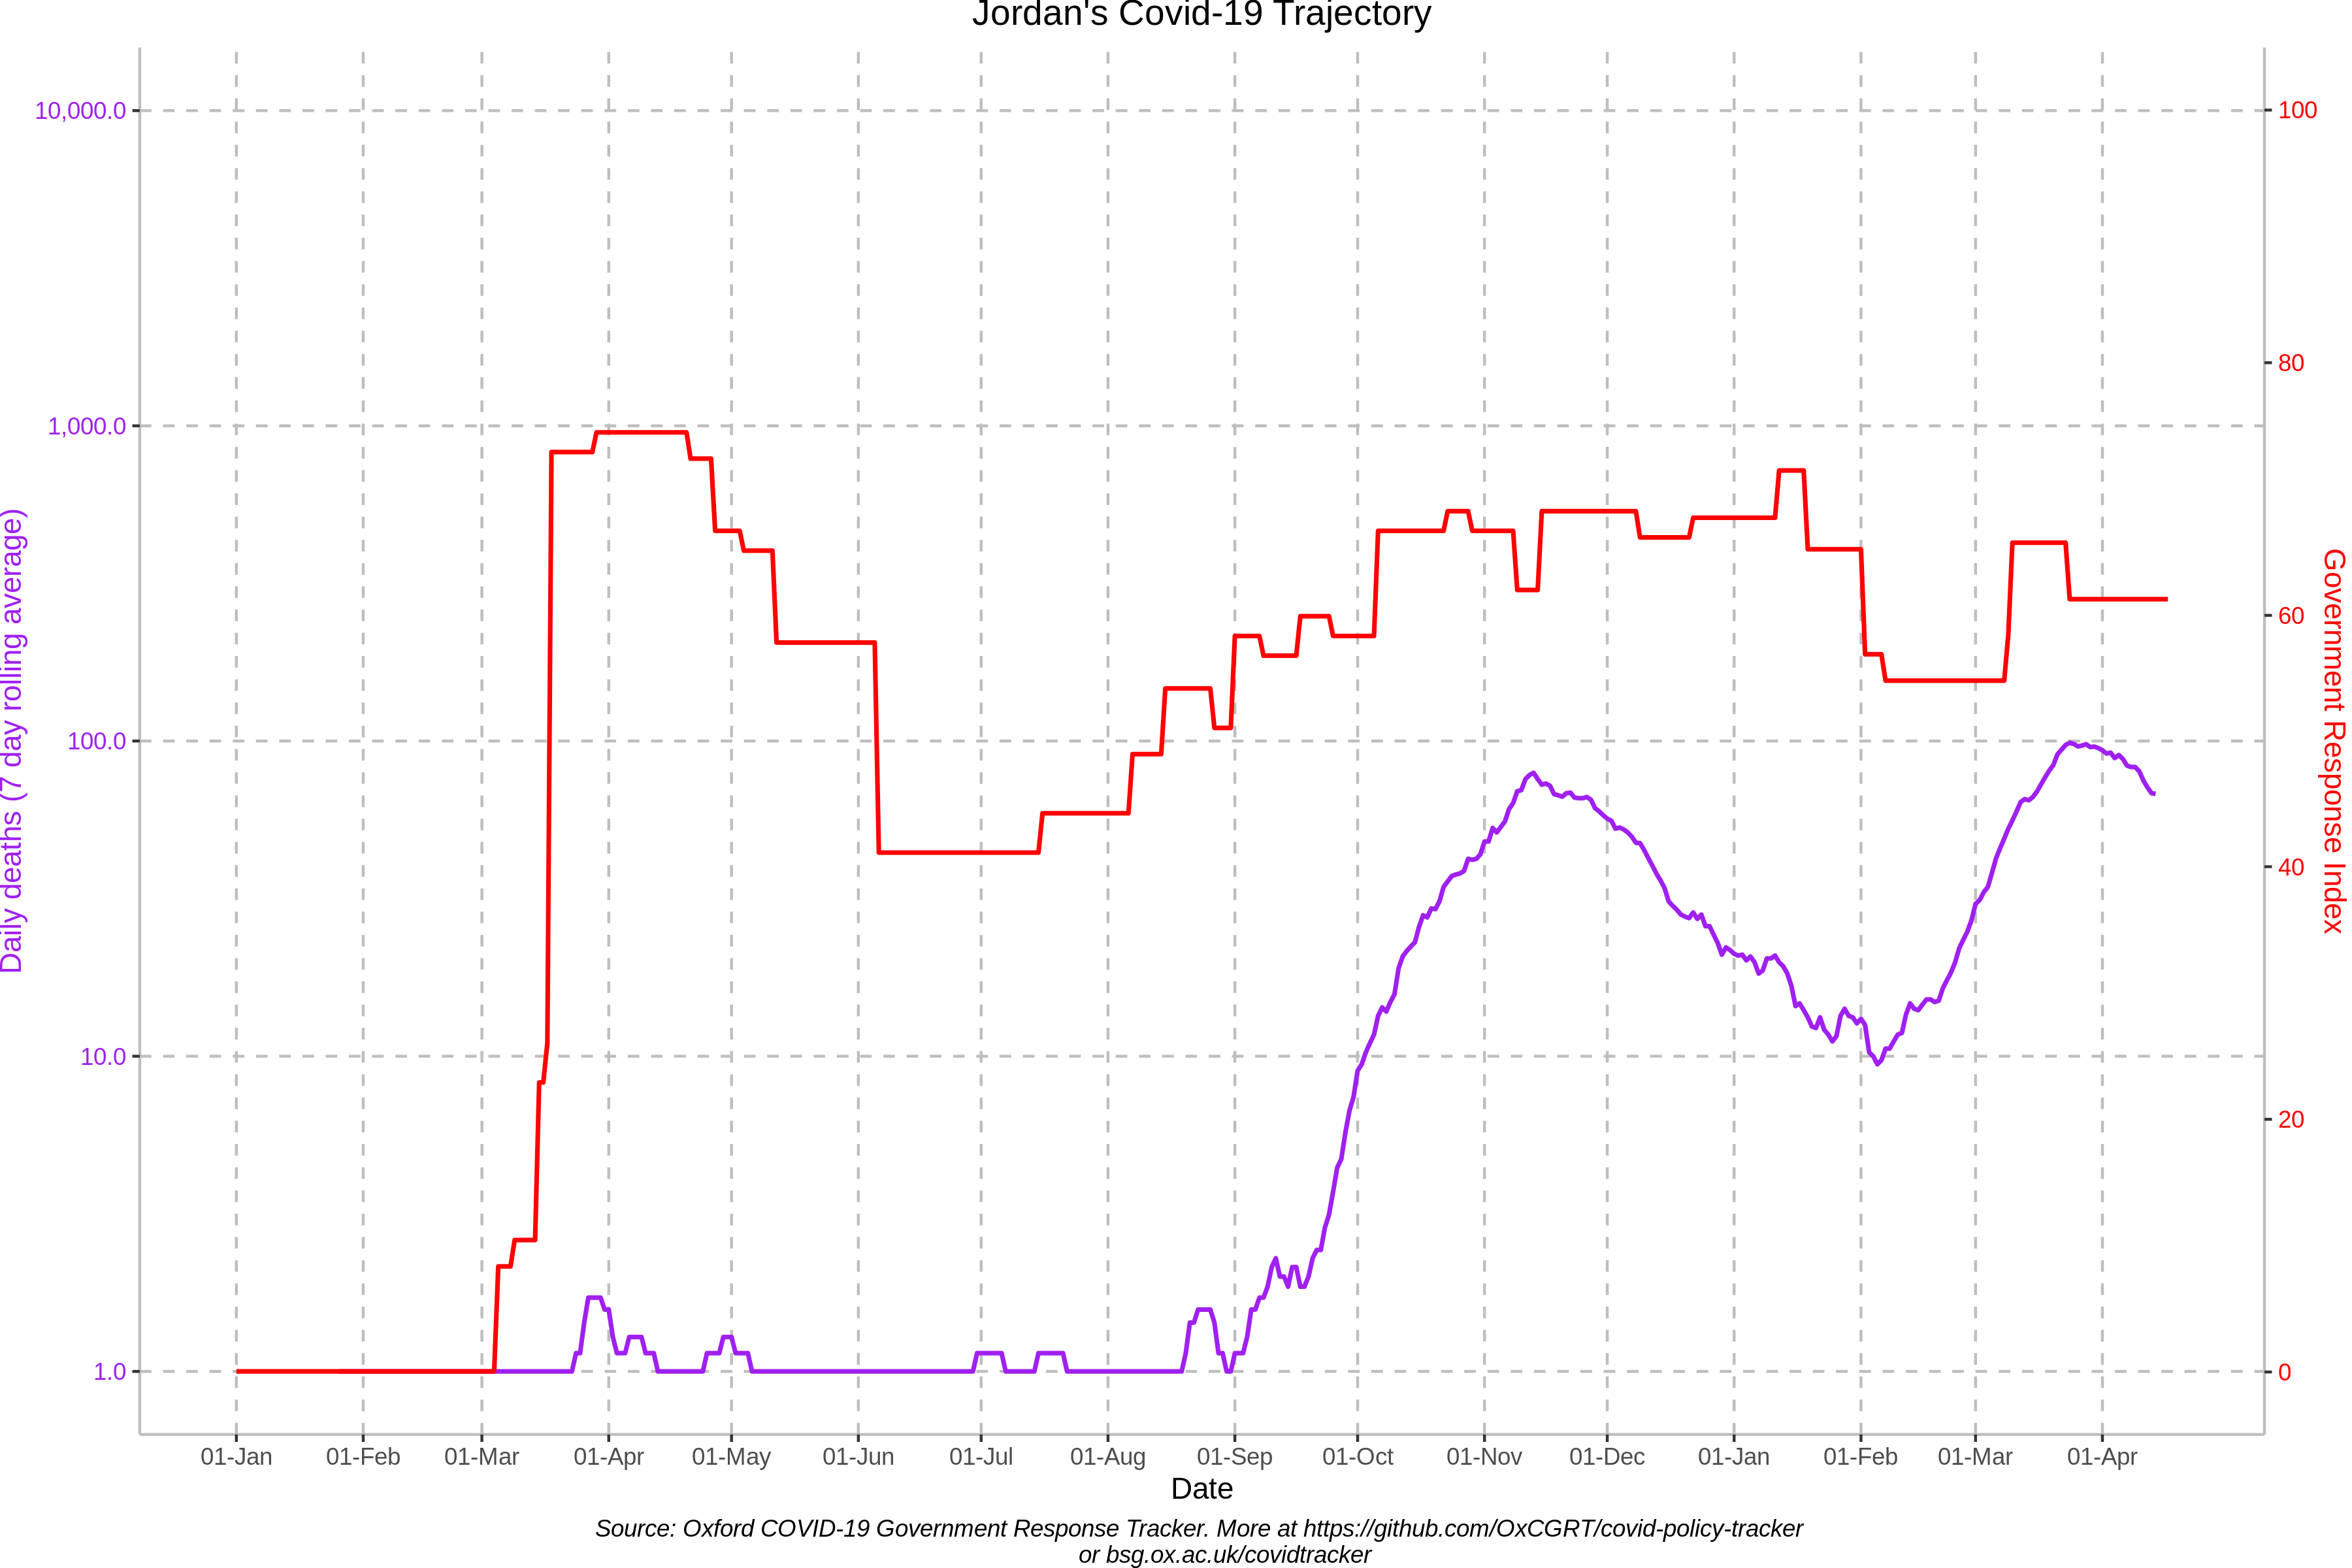 Jordan's Covid-19 Trajectory
10,000.0
1,000.0
100.0
10.0
1.0
Daily deaths (7 day rolling average)
100
80
60
40
20
0
Government Response Index
01-Jan 01-Feb 01-Mar 01-Apr 01-May 01-Jun 01-Jul 01-Aug 01-Sep 01-Oct 01-Nov 01-Dec 01-Jan 01-Feb 01-Mar 01-Apr
Date
Source: Oxford COVID-19 Government Response Tracker. More at https://github.com/OxCGRT/covid-policy-tracker
or bsg.ox.ac.uk/covidtracker